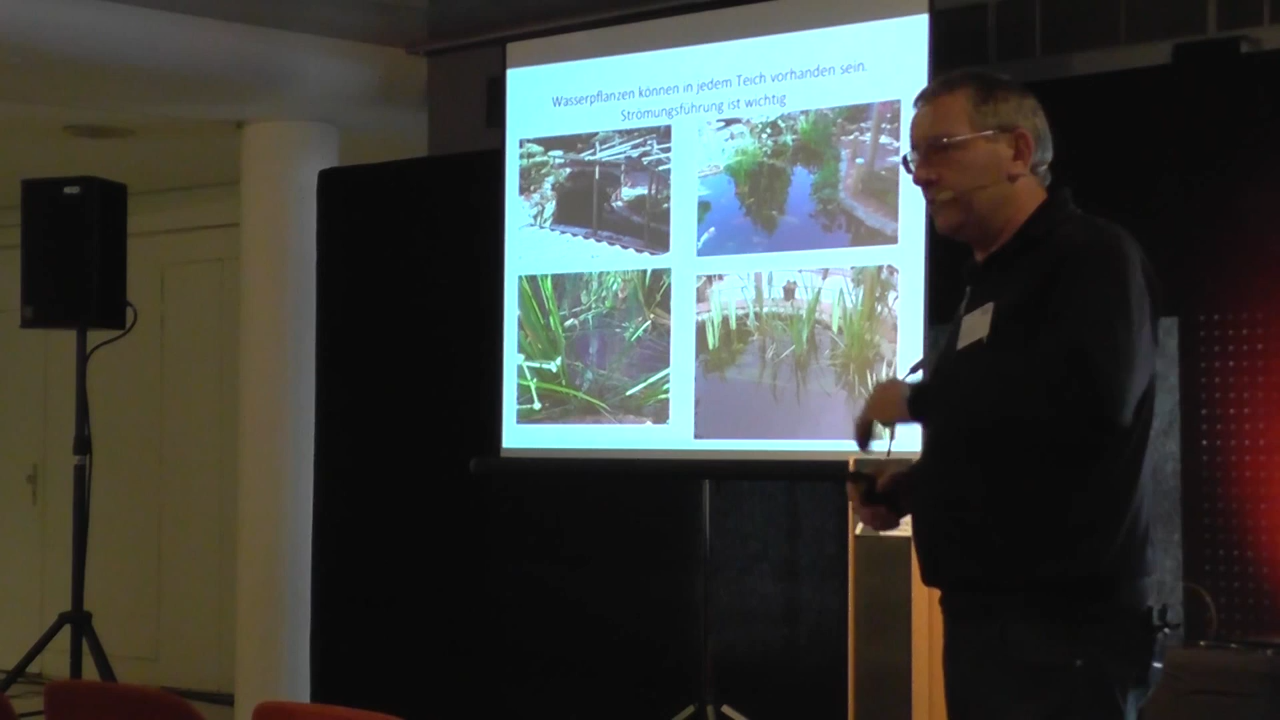 Wasserpflanzen können in jedem Teich vorhanden sein.
Strömungsführung ist wichtig